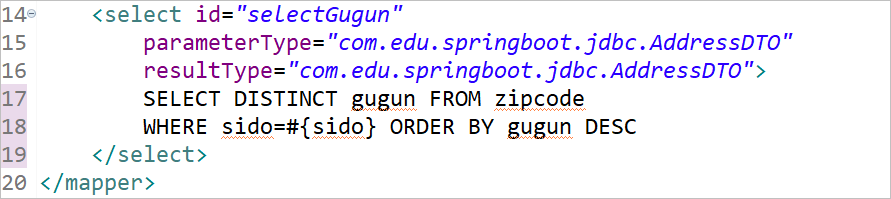 14 <select id="selectGugun"
15 parameterType="com.edu.springboot.jdbc.AddressDTO"
16 resultType="com.edu.springboot.jdbc.AddressDTO">
17 SELECT DISTINCT gugun FROM zipcode
18 WHERE sido=#{sido} ORDER BY gugun DESC
19 </select>
20 </mapper>